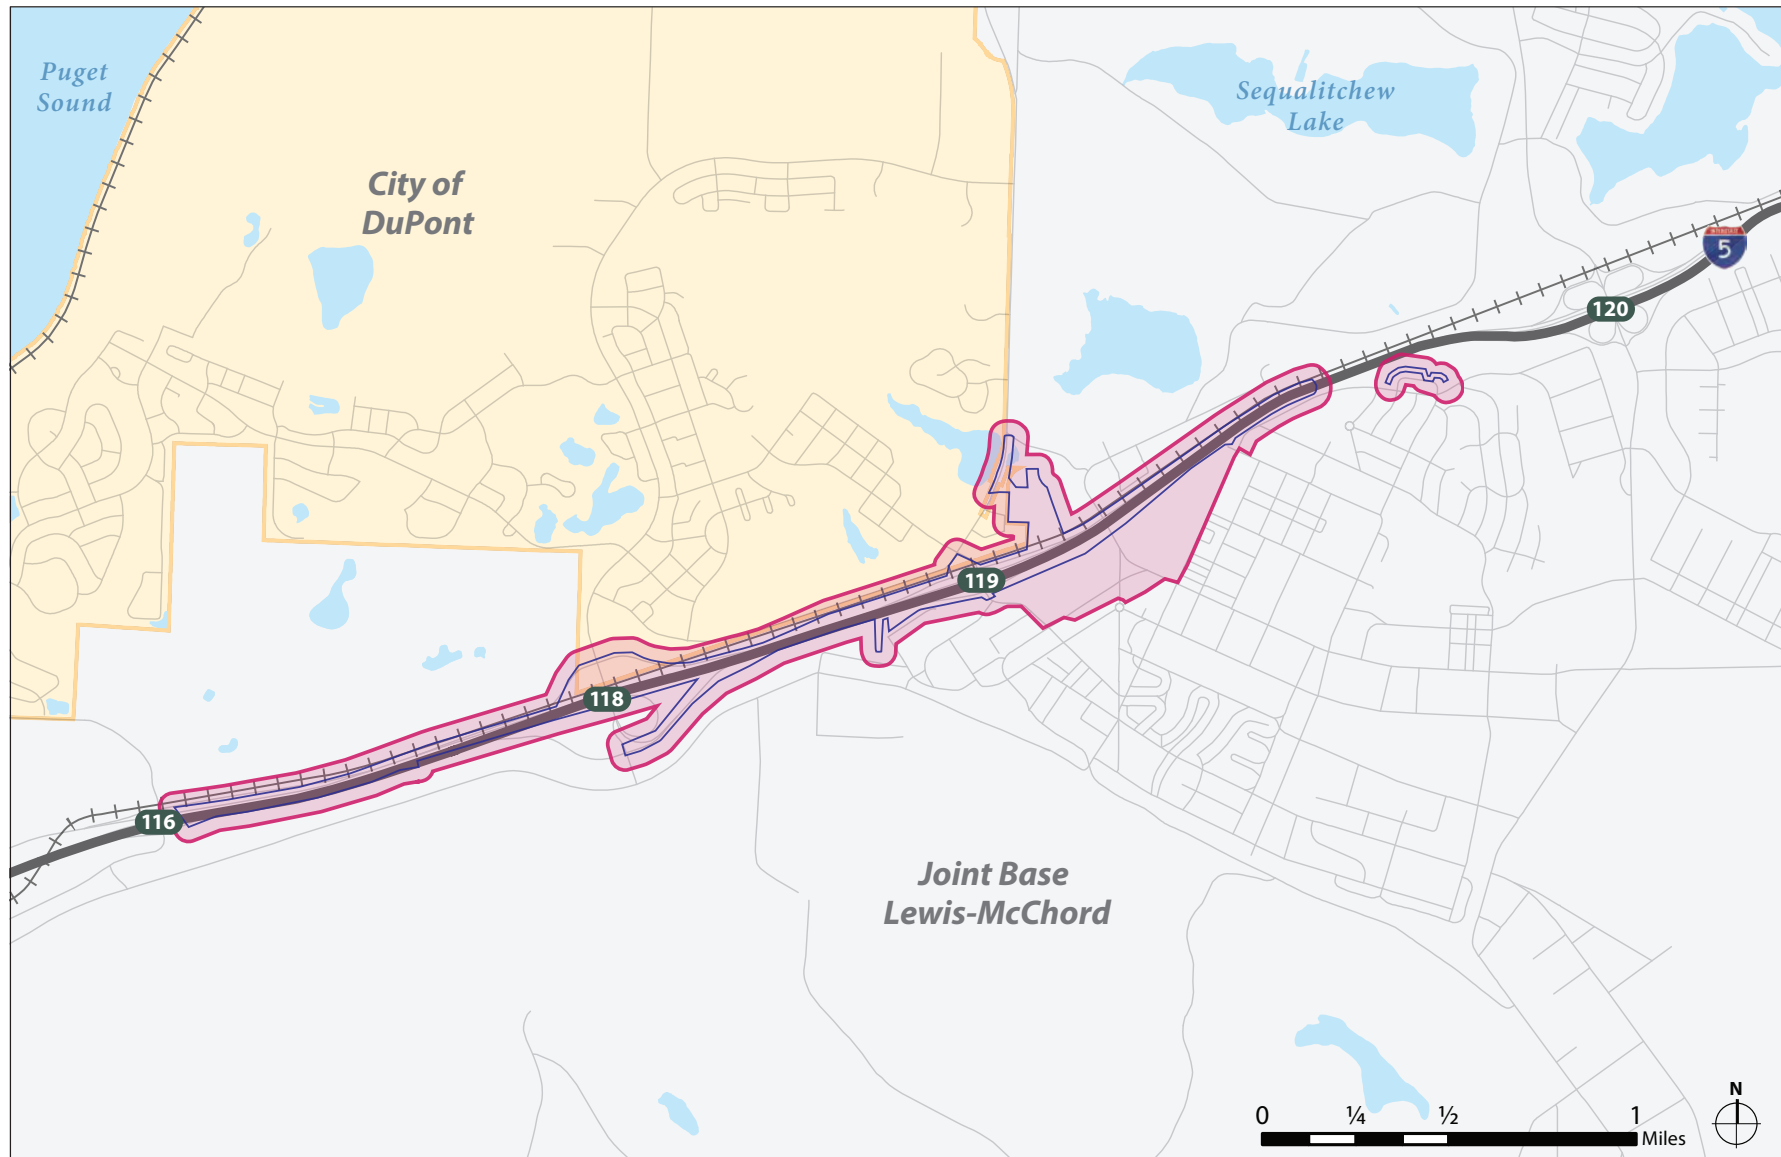 Puget
Sound
Sequalitchew
Lake
City of
DuPont
INTERSTATE
5
120
119
118
116
Joint Base
Lewis-McChord
N
0 ¼ ½ 1
Miles